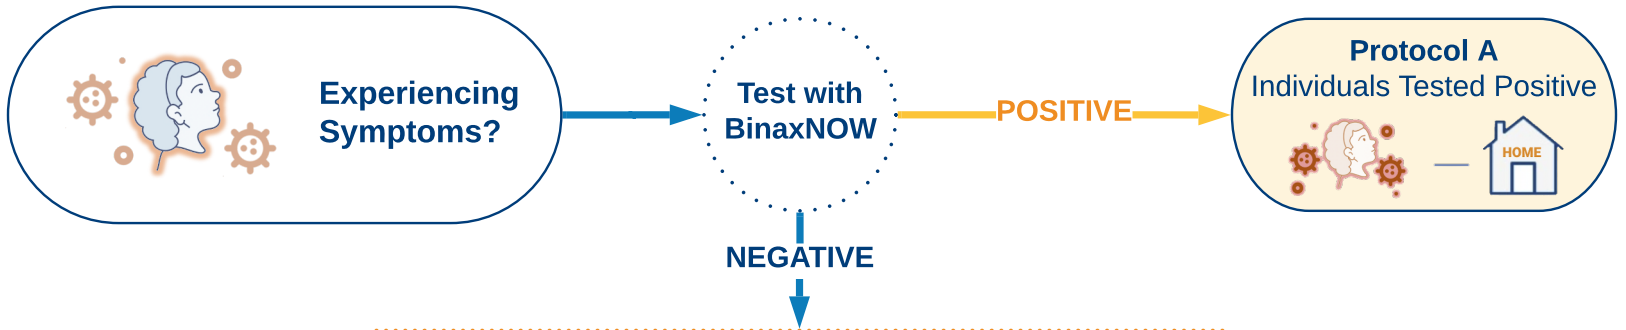 Experiencing
Symptoms?
Test with
BinaxNOW
POSITIVE
Protocol A
Individuals Tested Positive
HOME
NEGATIVE